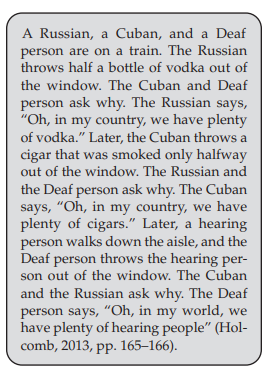 A Russian, a Cuban, and a Deaf
person are on a train. The Russian
throws half a bottle of vodka out of
the window. The Cuban and Deaf
person ask why. The Russian says,
“Oh, in my country, we have plenty
of vodka.” Later, the Cuban throws a
cigar that was smoked only halfway
out of the window. The Russian and
the Deaf person ask why. The Cuban
says, “Oh, in my country, we have
plenty of cigars.” Later, a hearing
person walks down the aisle, and the
Deaf person throws the hearing per-
son out of the window. The Cuban
and the Russian ask why. The Deaf
person says, “Oh, in my world, we
have plenty of hearing people” (Hol-
comb, 2013, pp. 165–166).